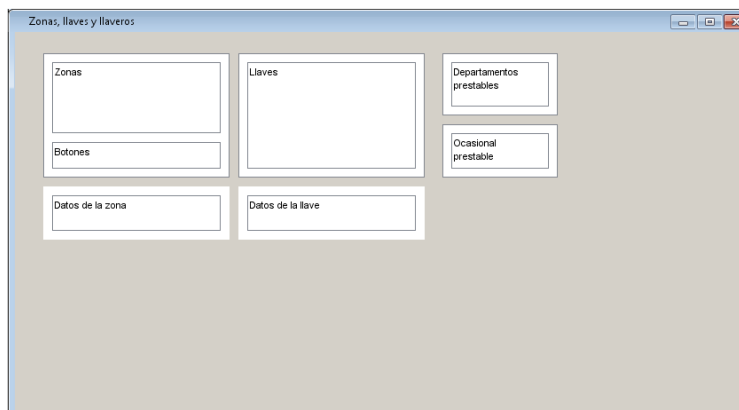 Zonas, llaves y llaveros
Zonas
Llaves
Departamentos
prestables
Botones
Ocasional
prestable
Datos de la zona
Datos de la llave